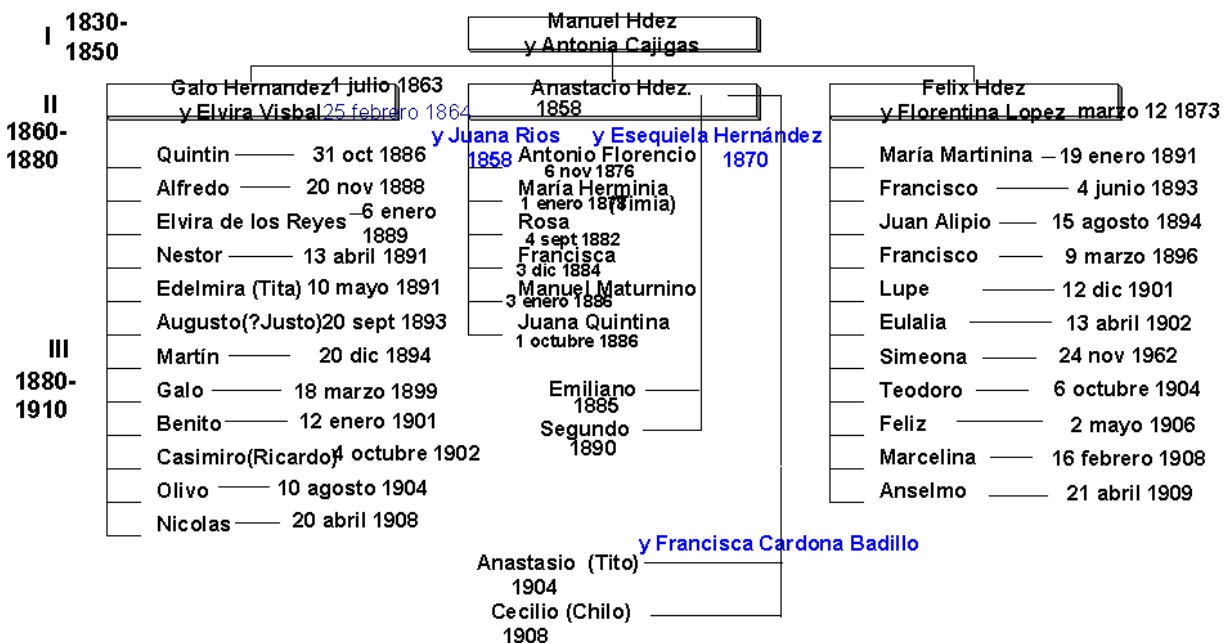 I 1830-
1850
Manuel Hdez
y Antonia Cajigas
II
1860-
1880
Galo Hernandez 1 julio 1863
y Elvira Visbal 25 febrero 1864
Quintin 31 oct 1886
Alfredo 20 nov 1888
Elvira de los Reyes 6 enero
1889
Nestor 13 abril 1891
Edelmira (Tita) 10 mayo 1891
Augusto(?Justo) 20 sept 1893
Martín 20 dic 1894
Galo 18 marzo 1899
Benito 12 enero 1901
Casimiro(Ricardo) 4 octubre 1902
Olivo 10 agosto 1904
Nicolas 20 abril 1908
Anastacio Hdez.
1858
y Juana Rios
1858
y Esequiela Hernández
1870
Antonio Florencio
6 nov 1876
María Herminia
1 enero 1878
(Timia)
Rosa
4 sept 1882
Francisca
3 dic 1884
Manuel Maturnino
3 enero 1886
Juana Quintina
1 octubre 1886
Emiliano
1885
Segundo
1890
y Francisca Cardona Badillo
Anastasio (Tito)
1904
Cecilio (Chilo)
1908
Felix Hdez
y Florentina Lopez marzo 12 1873
María Martinina 19 enero 1891
Francisco 4 junio 1893
Juan Alipio 15 agosto 1894
Francisco 9 marzo 1896
Lupe 12 dic 1901
Eulalia 13 abril 1902
Simeona 24 nov 1962
Teodoro 6 octubre 1904
Feliz 2 mayo 1906
Marcelina 16 febrero 1908
Anselmo 21 abril 1909
III
1880-
1910